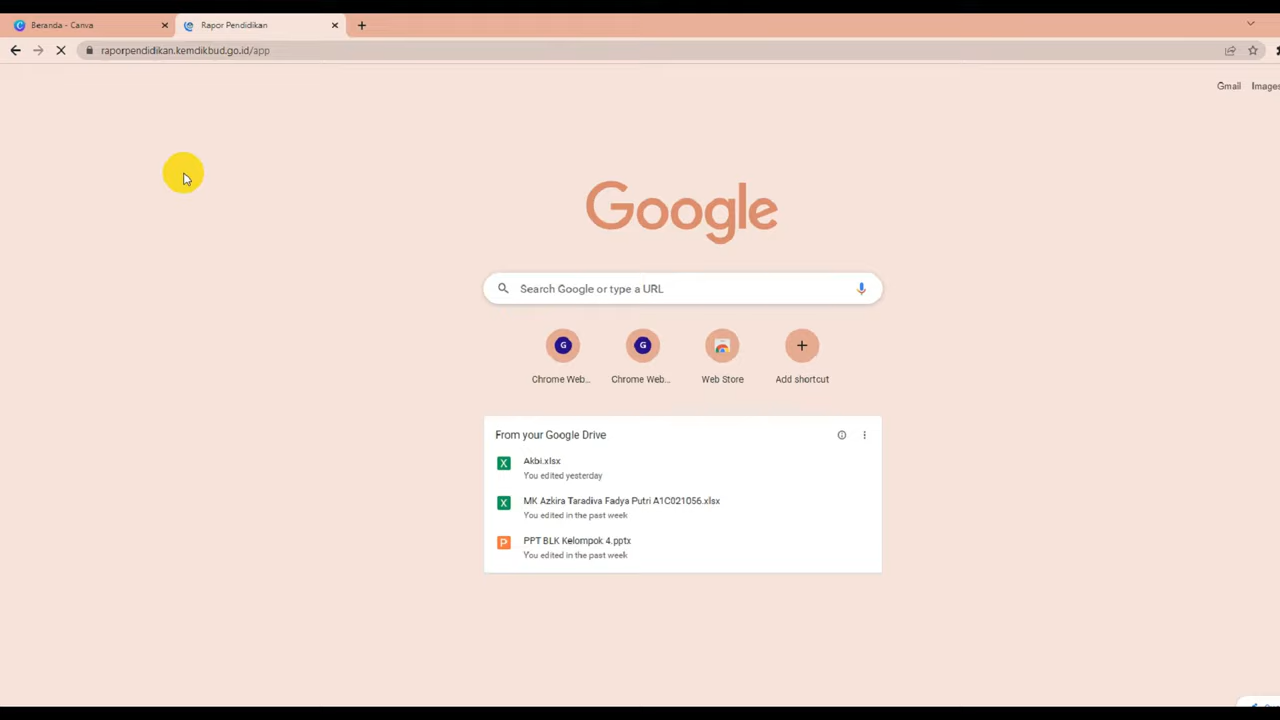 Beranda - Canva
Rapor Pendidikan
raporpendidikan.kemdikbud.go.id/app
Gmail
Images
Google
Search Google or type a URL
G
G
Chrome Web...
Chrome Web...
Web Store
Add shortcut
From your Google Drive
Akbi.xlsx
You edited yesterday
MK Azkira Taradiva Fadya Putri A1C021056.xlsx
You edited in the past week
PPT BLK Kelompok 4.pptx
You edited in the past week